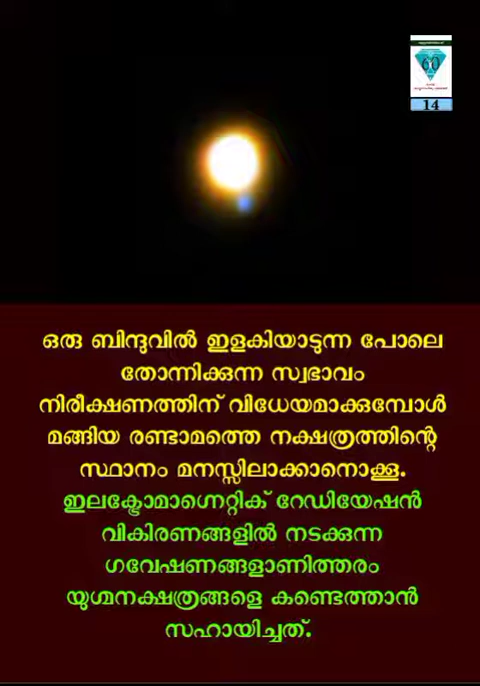 60
14
ഒരു ബിന്ദുവിൽ ഇളകിയാടുന്ന പോലെ
തോന്നിക്കുന്ന സ്വഭാവം
നിരീക്ഷണത്തിന് വിധേയമാക്കുമ്പോൾ
മങ്ങിയ രണ്ടാമത്തെ നക്ഷത്രത്തിന്റെ
സ്ഥാനം മനസ്സിലാക്കാനൊക്കൂ.
ഇലക്ട്രോമാഗ്നെറ്റിക് റേഡിയേഷൻ
വികിരണങ്ങളിൽ നടക്കുന്ന
ഗവേഷണങ്ങളാണിത്തരം
യുഗ്മനക്ഷത്രങ്ങളെ കണ്ടെത്താൻ
സഹായിച്ചത്.